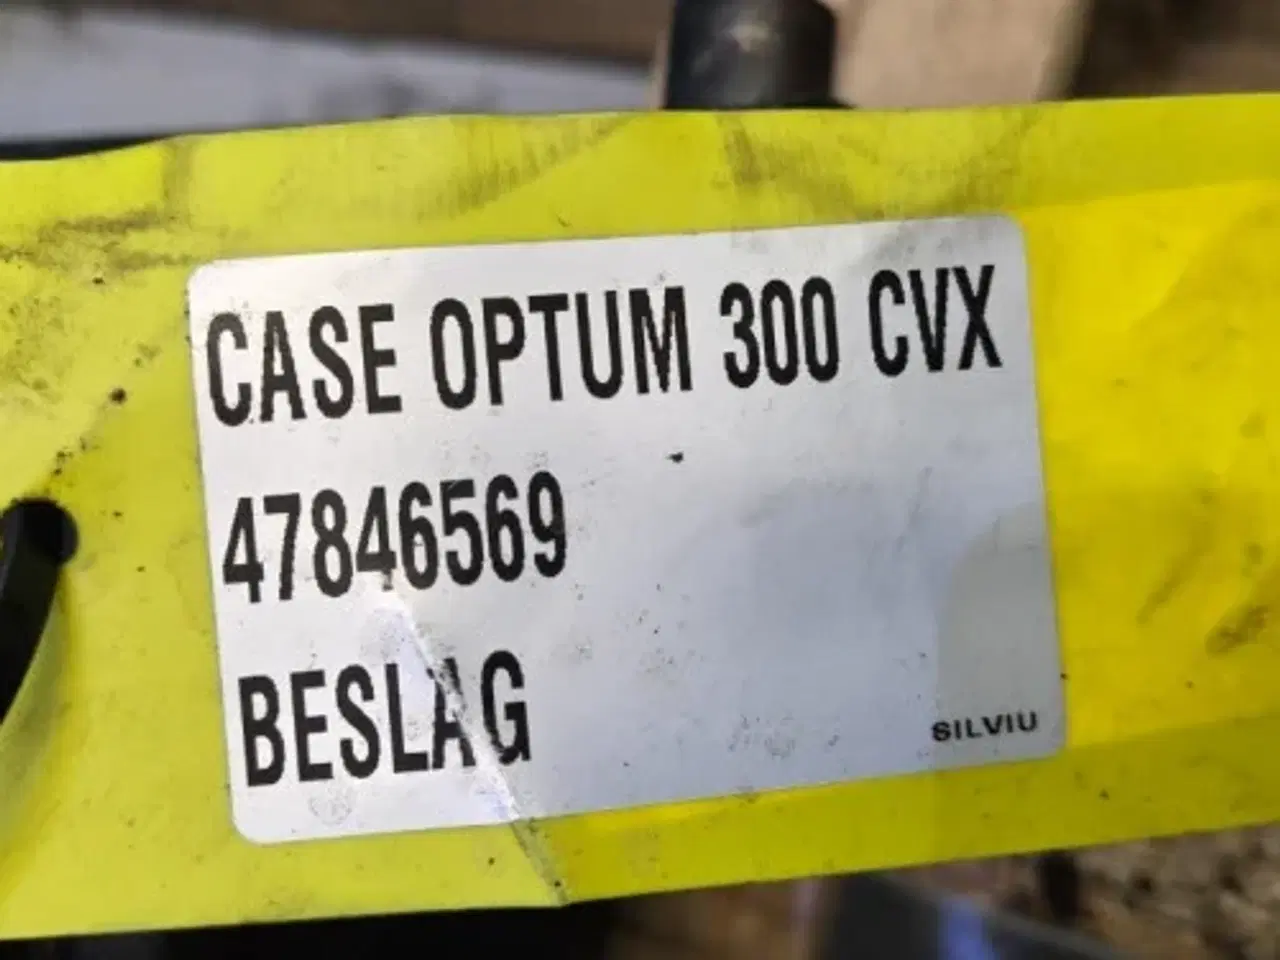 CASE OPTUM 300 CVX
47846569
BESLAG
SILVIU